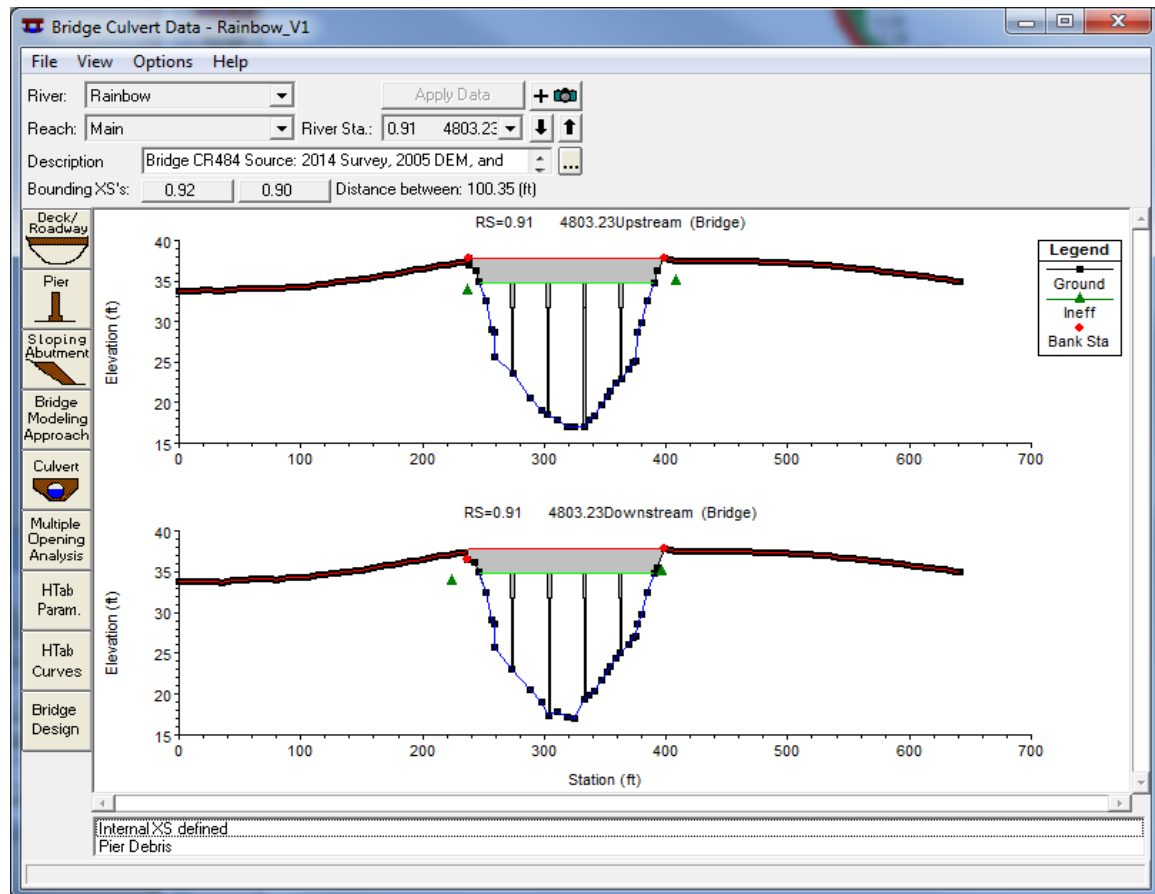 Bridge Culvert Data - Rainbow_V1
File View Options Help
River: Rainbow Apply Data
Reach: Main River Sta.: 0.91 4803.23
Description Bridge CR484 Source: 2014 Survey, 2005 DEM, and ...
Bounding XS's: 0.92 0.90 Distance between: 100.35 (ft)
Deck/
Roadway
Pier
Sloping
Abutment
Bridge
Modeling
Approach
Culvert
Multiple
Opening
Analysis
HTab
Param.
HTab
Curves
Bridge
Design
RS=0.91 4803.23Upstream (Bridge)
40
35
30
25
20
15
Elevation (ft)
0 100 200 300 400 500 600 700
Legend
Ground
Ineff
Bank Sta
RS=0.91 4803.23Downstream (Bridge)
40
35
30
25
20
15
Elevation (ft)
0 100 200 300 400 500 600 700
Station (ft)
Internal XS defined
Pier Debris